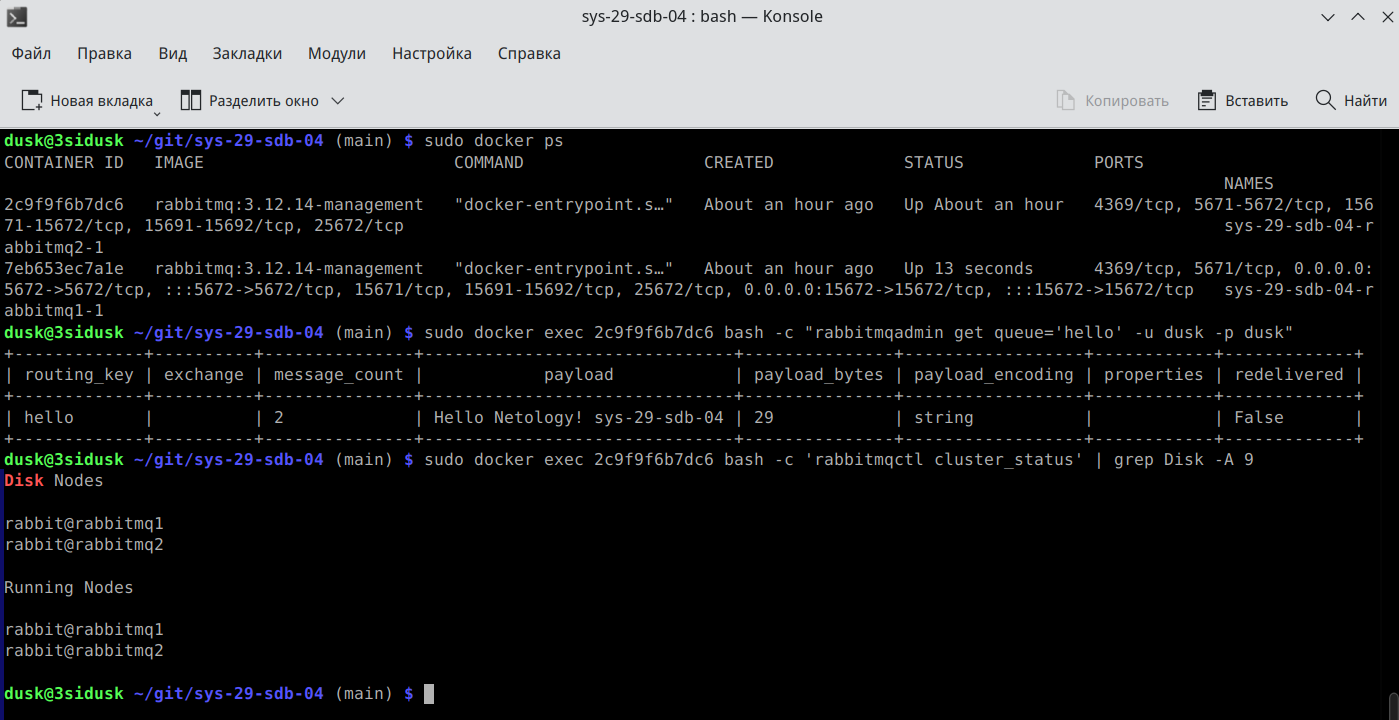 sys-29-sdb-04 : bash — Konsole
Файл Правка Вид Закладки Модули Настройка Справка
Новая вкладка Разделить окно Копировать Вставить Найти
dusk@3sidusk ~/git/sys-29-sdb-04 (main) $ sudo docker ps
CONTAINER ID   IMAGE                         COMMAND                  CREATED             STATUS             PORTS
NAMES
2c9f9f6b7dc6   rabbitmq:3.12.14-management   "docker-entrypoint.s…"   About an hour ago   Up About an hour   4369/tcp, 5671-5672/tcp, 156
71-15672/tcp, 15691-15692/tcp, 25672/tcp   sys-29-sdb-04-r
abbitmq2-1
7eb653ec7a1e   rabbitmq:3.12.14-management   "docker-entrypoint.s…"   About an hour ago   Up 13 seconds      4369/tcp, 5671/tcp, 0.0.0.0:
5672->5672/tcp, :::5672->5672/tcp, 15671/tcp, 15691-15692/tcp, 25672/tcp, 0.0.0.0:15672->15672/tcp, :::15672->15672/tcp   sys-29-sdb-04-r
abbitmq1-1
dusk@3sidusk ~/git/sys-29-sdb-04 (main) $ sudo docker exec 2c9f9f6b7dc6 bash -c "rabbitmqadmin get queue='hello' -u dusk -p dusk"
+-------------+----------+---------------+-------------------------------+---------------+------------------+------------+-------------+
| routing_key | exchange | message_count |            payload            | payload_bytes | payload_encoding | properties | redelivered |
+-------------+----------+---------------+-------------------------------+---------------+------------------+------------+-------------+
| hello       |          | 2             | Hello Netology! sys-29-sdb-04 | 29            | string           |            | False       |
+-------------+----------+---------------+-------------------------------+---------------+------------------+------------+-------------+
dusk@3sidusk ~/git/sys-29-sdb-04 (main) $ sudo docker exec 2c9f9f6b7dc6 bash -c 'rabbitmqctl cluster_status' | grep Disk -A 9
Disk Nodes
rabbit@rabbitmq1
rabbit@rabbitmq2
Running Nodes
rabbit@rabbitmq1
rabbit@rabbitmq2
dusk@3sidusk ~/git/sys-29-sdb-04 (main) $